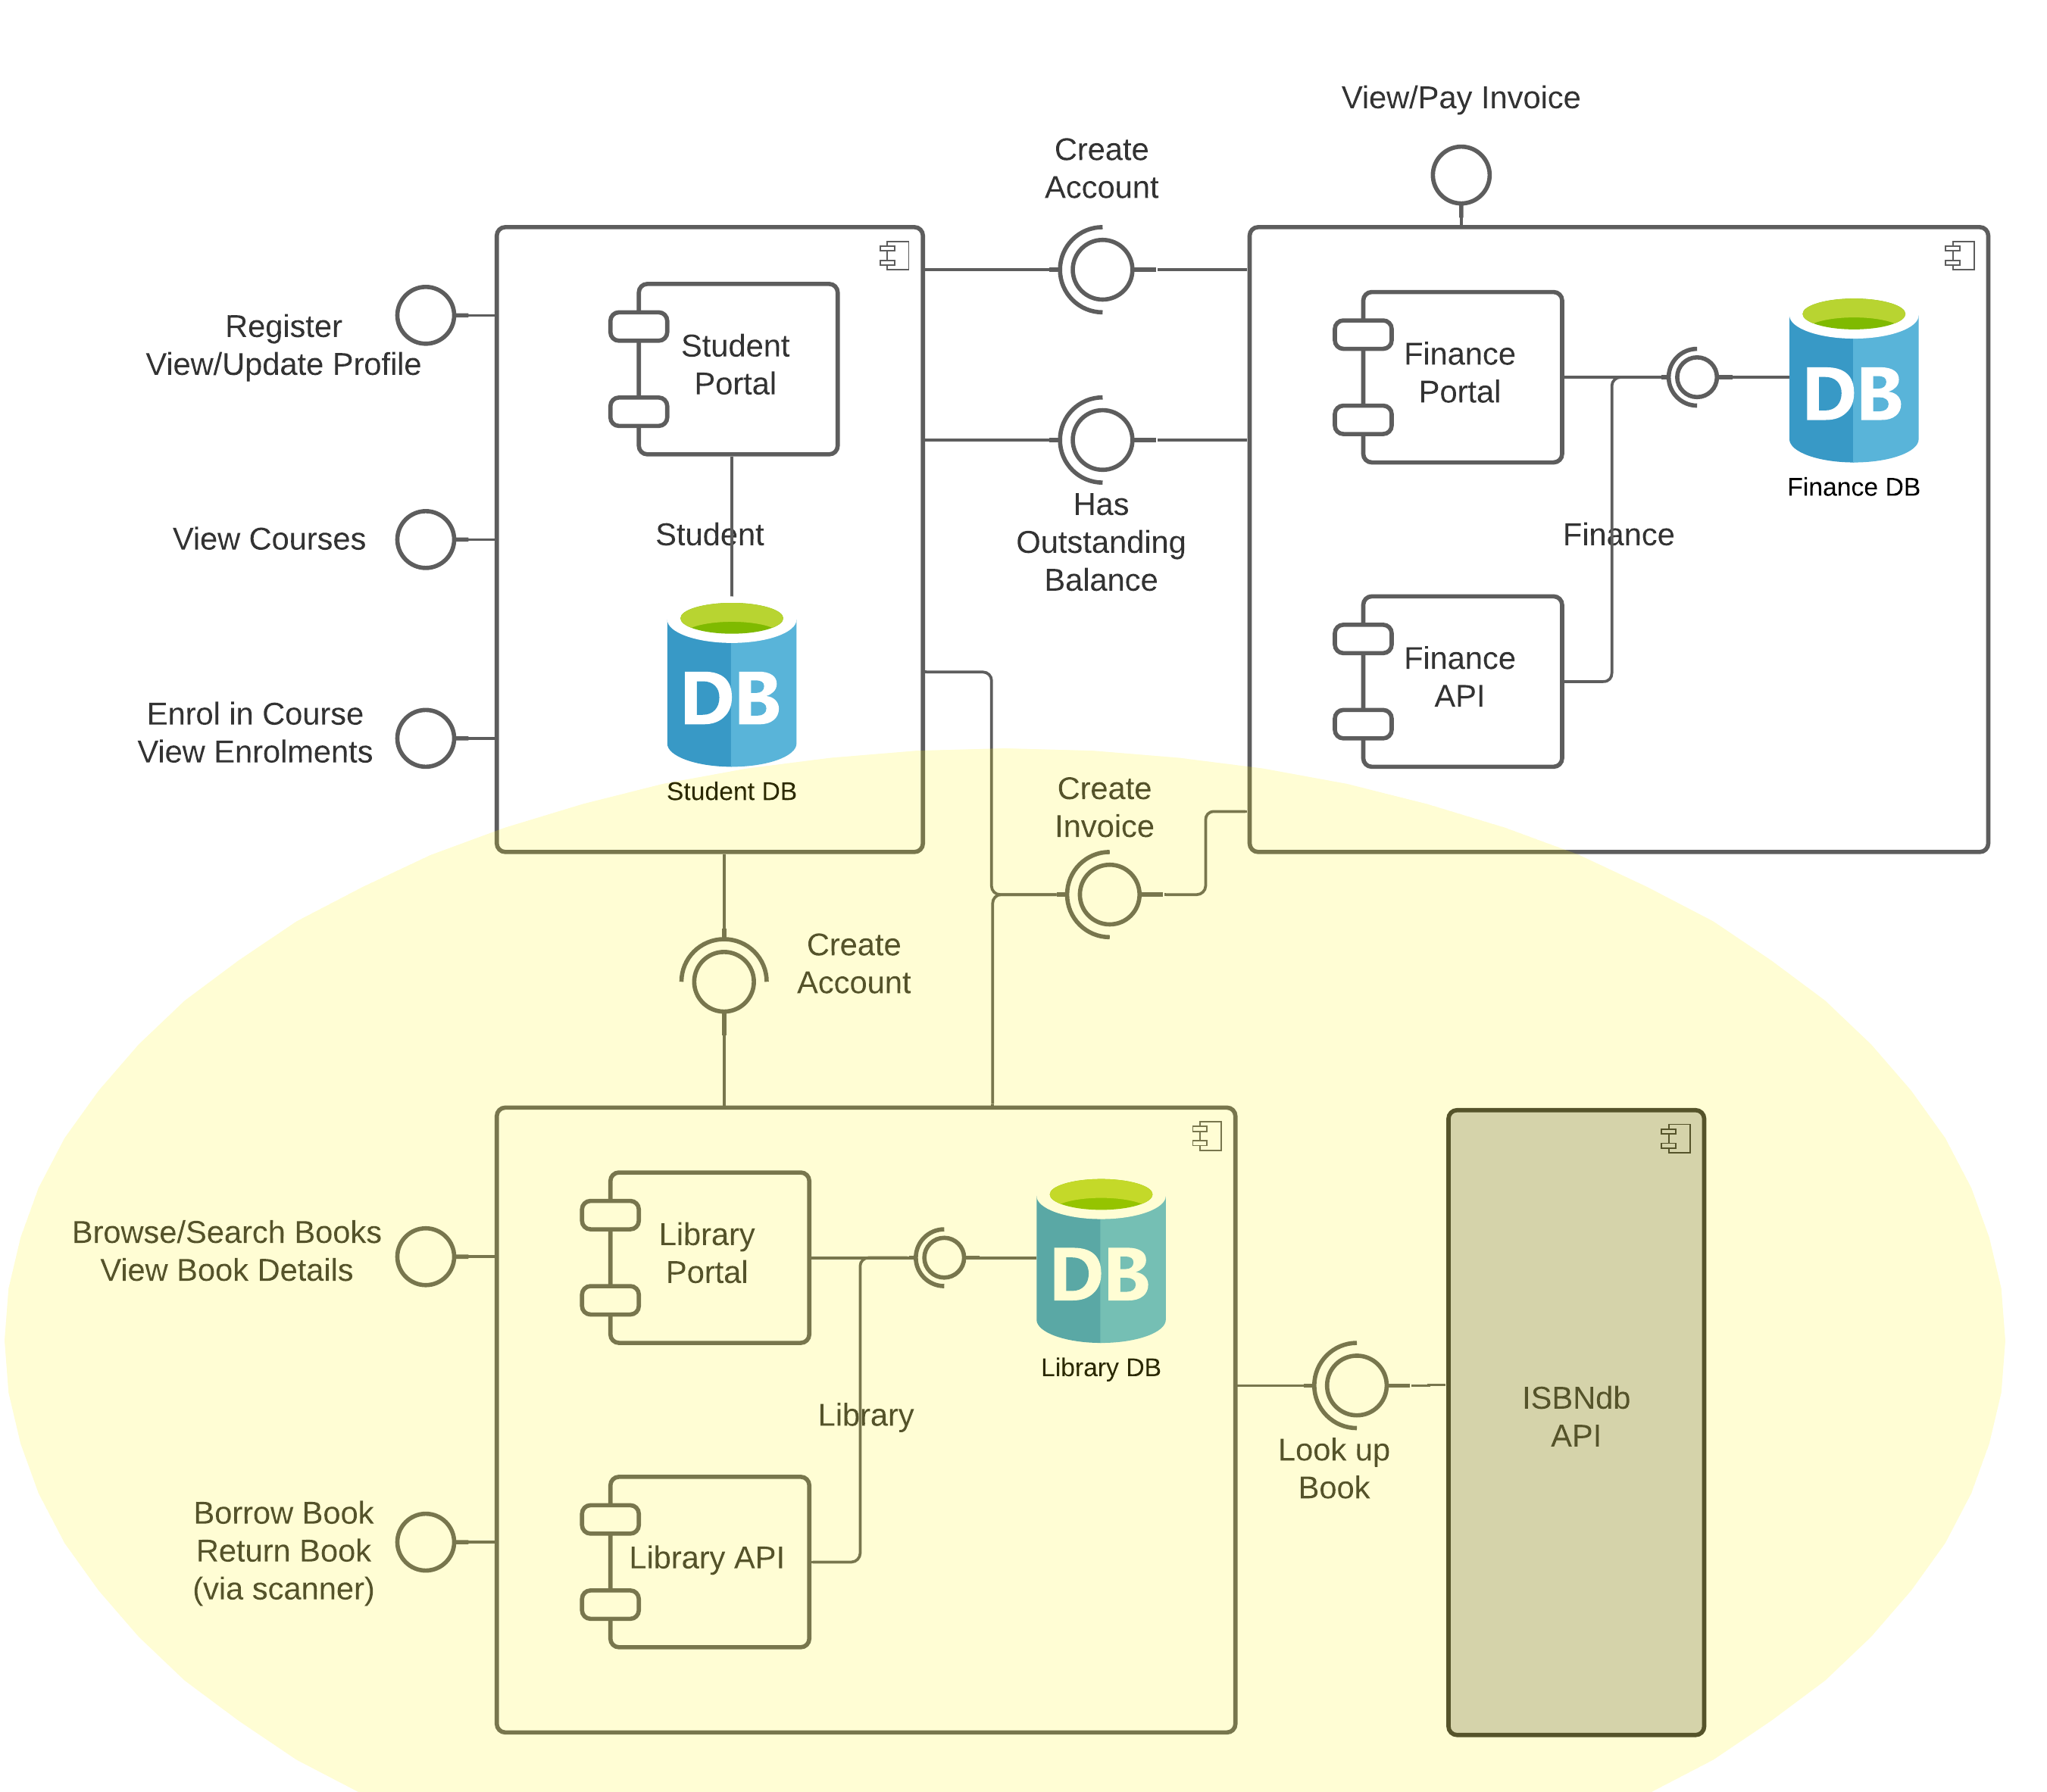 View/Pay Invoice
Create
Account
Register
View/Update Profile
Student
Portal
Finance
Portal
DB
Finance DB
View Courses
Student
Has
Outstanding
Balance
Finance
Enrol in Course
View Enrolments
DB
Student DB
Finance
API
Create
Invoice
Create
Account
Browse/Search Books
View Book Details
Library
Portal
DB
Library DB
Library
Look up
Book
ISBNdb
API
Borrow Book
Return Book
(via scanner)
Library API